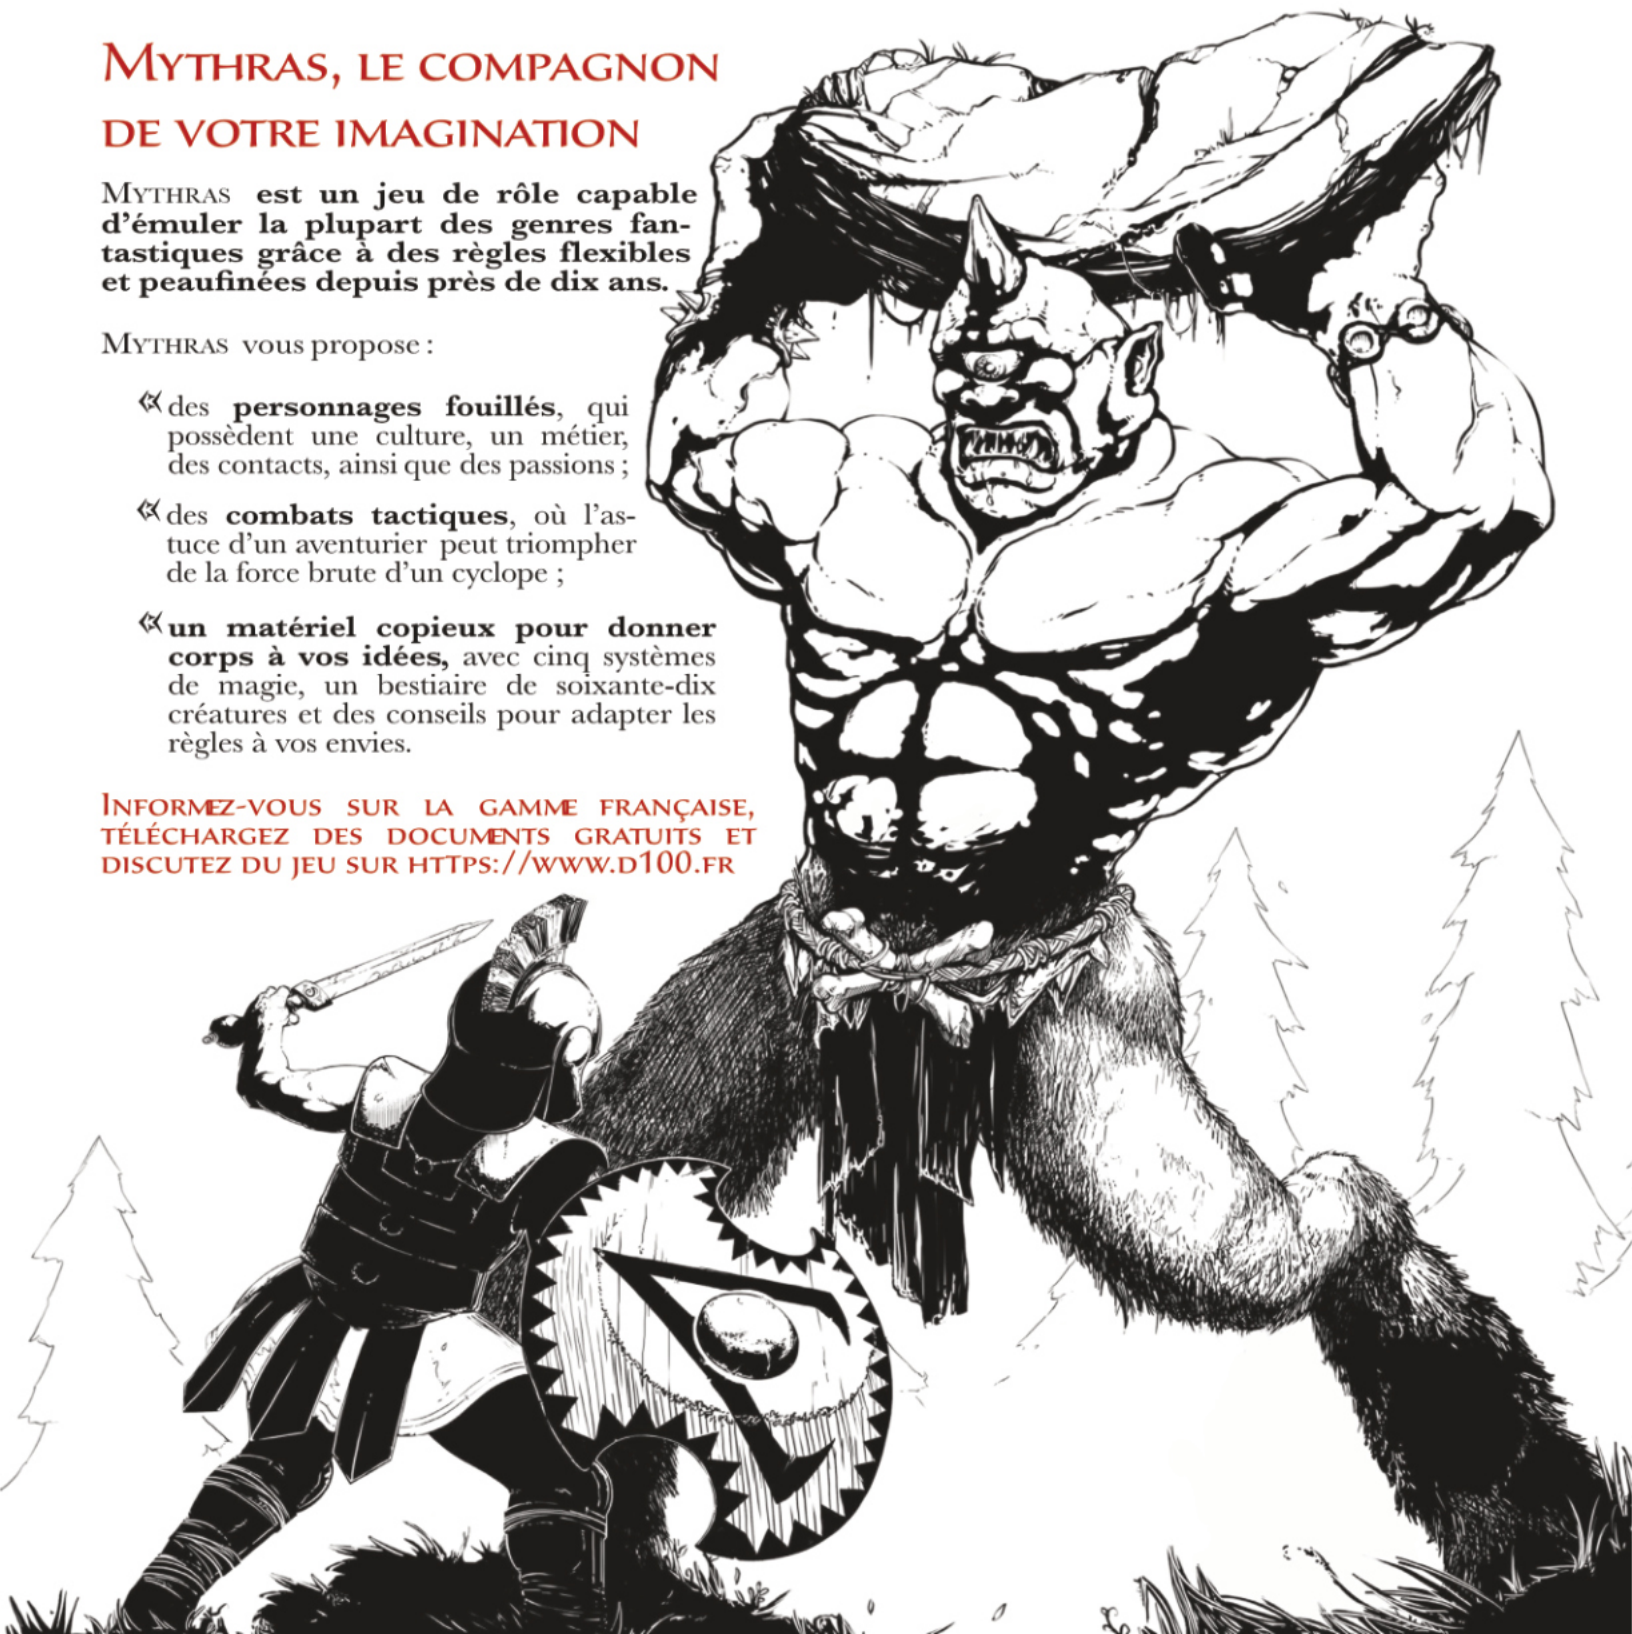 MYTHRAS, LE COMPAGNON
DE VOTRE IMAGINATION
MYTHRAS est un jeu de rôle capable
d'émuler la plupart des genres fan-
tastiques grâce à des règles flexibles
et peaufinées depuis près de dix ans.
MYTHRAS vous propose :
des personnages fouillés, qui
possèdent une culture, un métier,
des contacts, ainsi que des passions ;
des combats tactiques, où l'as-
tuce d'un aventurier peut triompher
de la force brute d'un cyclope ;
un matériel copieux pour donner
corps à vos idées, avec cinq systèmes
de magie, un bestiaire de soixante-dix
créatures et des conseils pour adapter les
règles à vos envies.
INFORMEZ-VOUS SUR LA GAMME FRANÇAISE,
TÉLÉCHARGEZ DES DOCUMENTS GRATUITS ET
DISCUTEZ DU JEU SUR HTTPS://WWW.D100.FR